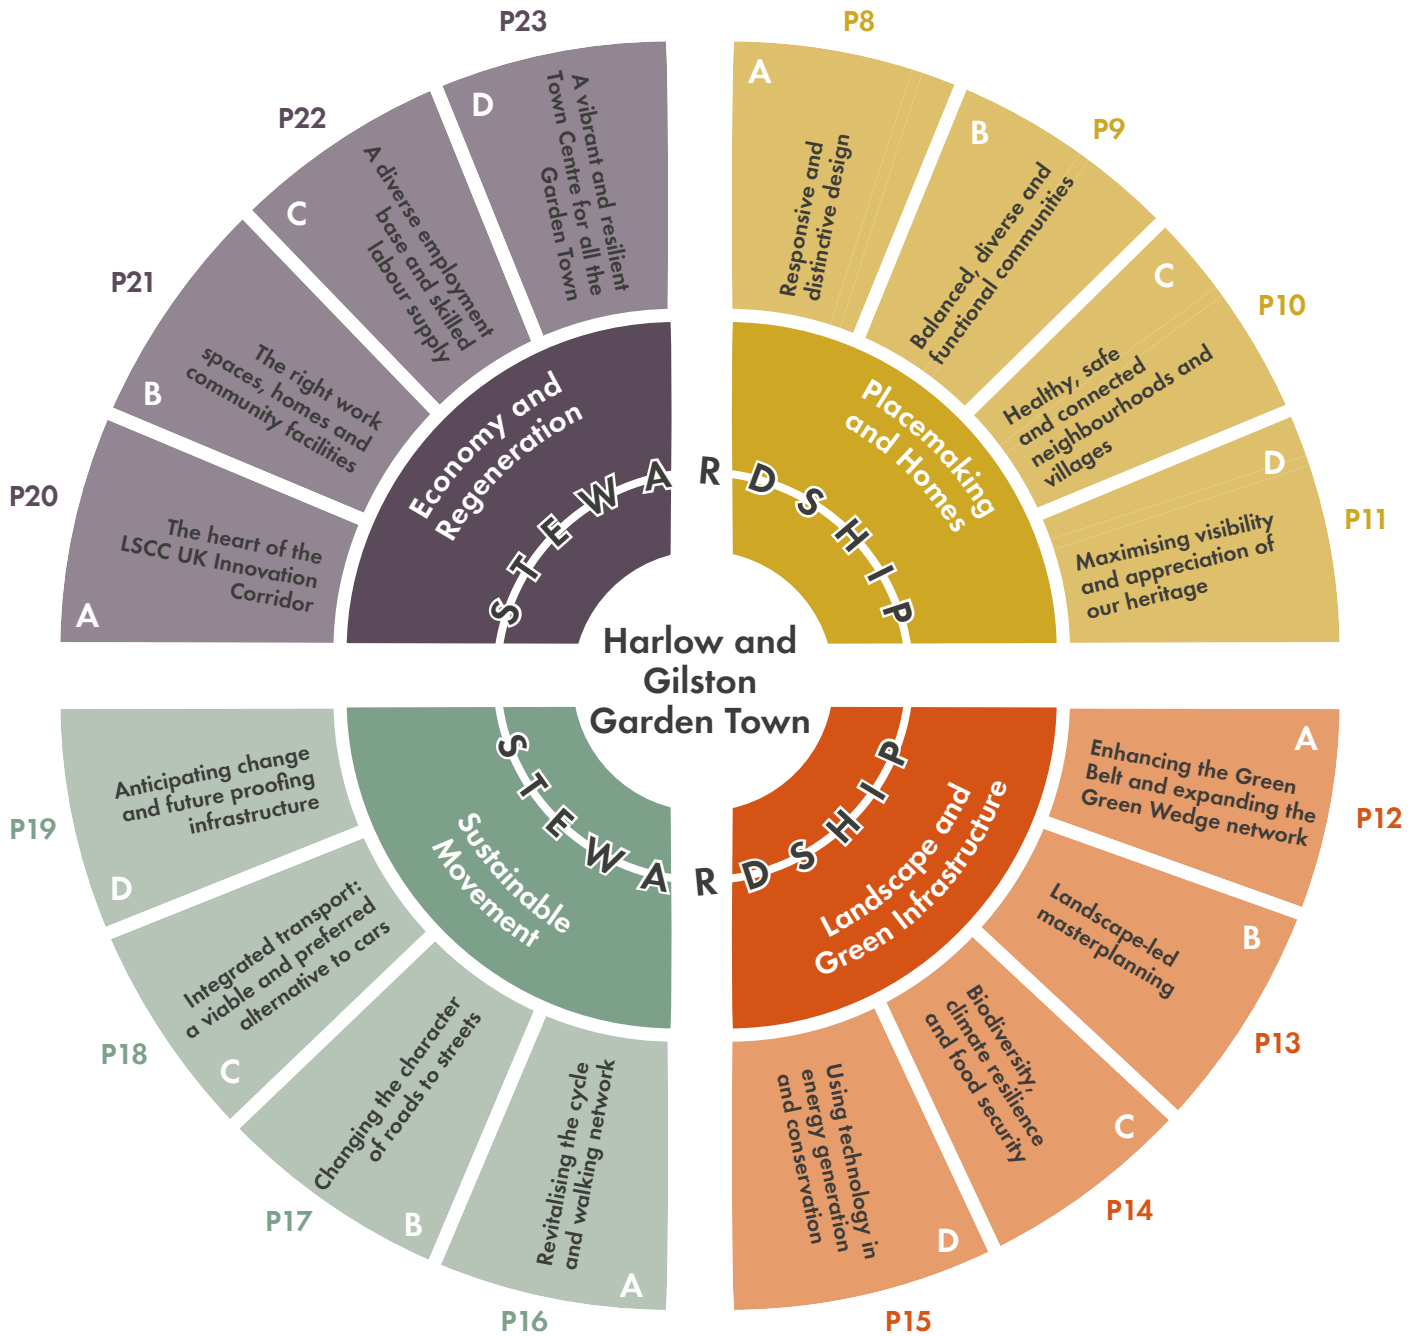 P8
A
Responsive and
distinctive design
P9
B
Balanced, diverse and
functional communities
P10
C
Healthy, safe
and connected
neighbourhoods and
villages
P11
D
Maximising visibility
and appreciation of
our heritage
Placemaking
and Homes
P12
A
Enhancing the Green
Belt and expanding the
Green Wedge network
P13
B
Landscape-led
masterplanning
P14
C
Biodiversity,
climate resilience
and food security
P15
D
Using technology in
energy generation
and conservation
Landscape and
Green Infrastructure
P16
A
Revitalising the cycle
and walking network
P17
B
Changing the character
of roads to streets
P18
C
Integrated transport:
a viable and preferred
alternative to cars
P19
D
Anticipating change
and future proofing
infrastructure
Sustainable
Movement
P20
A
The heart of the
LSCC UK Innovation
Corridor
P21
B
The right work
spaces, homes and
community facilities
P22
C
A diverse employment
base and skilled
labour supply
P23
D
A vibrant and resilient
Town Centre for all the
Garden Town
Economy and
Regeneration
STEWARDSHIP
Harlow and
Gilston
Garden Town
STEWARDSHIP